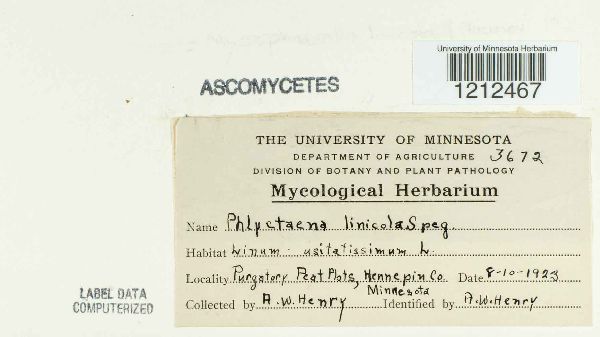 University of Minnesota Herbarium
1212467
ASCOMYCETES
THE UNIVERSITY OF MINNESOTA
DEPARTMENT OF AGRICULTURE 3672
DIVISION OF BOTANY AND PLANT PATHOLOGY
Mycological Herbarium
Name Phlyctaena linicola Speg.
Habitat Linum usitatissimum L.
Locality Purgatory Peat Plots, Hennepin Co. Date 8-10-1923
Minnesota
Collected by A.W. Henry Identified by A.W. Henry
LABEL DATA
COMPUTERIZED